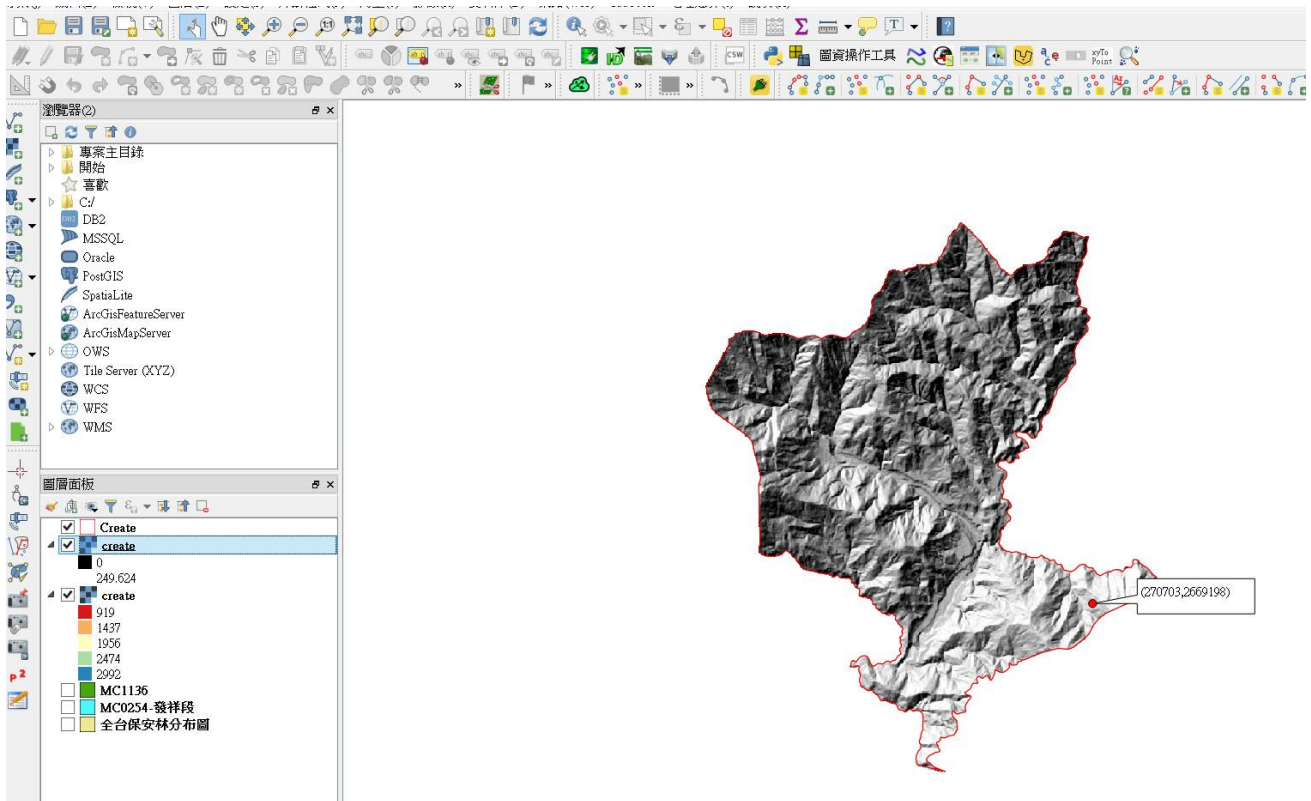 圖資操作工具
CSW
xyTo
Point
瀏覽器(2)
專案主目錄
開始
喜歡
C:/
DB2
MSSQL
Oracle
PostGIS
SpatiaLite
ArcGisFeatureServer
ArcGisMapServer
OWS
Tile Server (XYZ)
WCS
WFS
WMS
圖層面板
Create
create
0
249.624
create
919
1437
1956
2474
2992
MC1136
MC0254-發祥段
全台保安林分布圖
(270703,2669198)